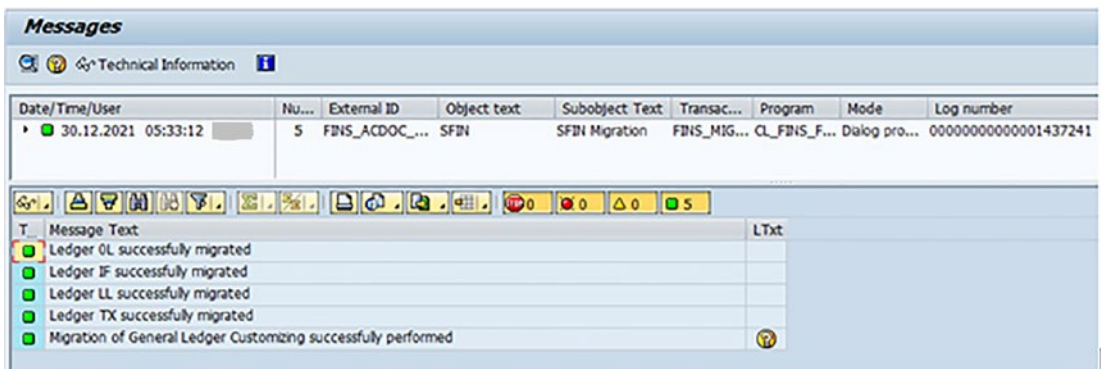 Messages
Technical Information
Date/Time/User Nu... External ID Object text Subobject Text Transac... Program Mode Log number
30.12.2021 05:33:12 5 FINS_ACDOC_... SFIN SFIN Migration FINS_MIG... CL_FINS_F... Dialog pro... 00000000000001437241
0 0 0 5
T... Message Text LTxt
Ledger 0L successfully migrated
Ledger IF successfully migrated
Ledger LL successfully migrated
Ledger TX successfully migrated
Migration of General Ledger Customizing successfully performed